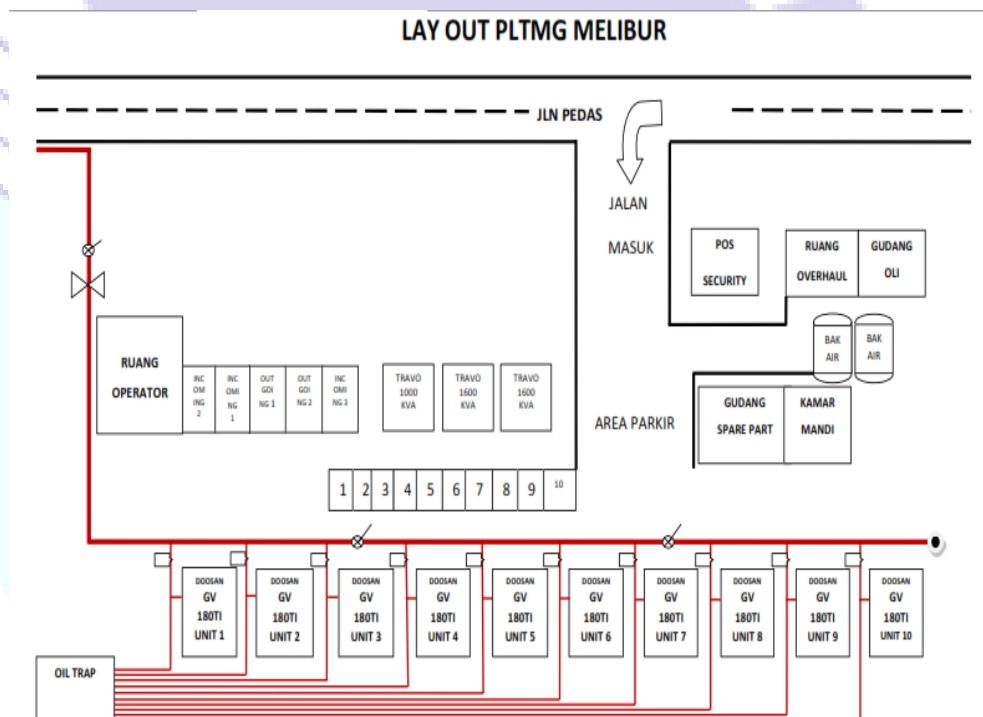 LAY OUT PLTMG MELIBUR
JLN PEDAS
JALAN
MASUK
POS
SECURITY
RUANG
OVERHAUL
GUDANG
OLI
BAK
AIR
BAK
AIR
RUANG
OPERATOR
INC
OM
ING
2
INC
OMI
NG
1
OUT
GOI
NG 1
OUT
GOI
NG 2
INC
OMI
NG 3
TRAVO
1000
KVA
TRAVO
1600
KVA
TRAVO
1600
KVA
AREA PARKIR
GUDANG
SPARE PART
KAMAR
MANDI
1 2 3 4 5 6 7 8 9 10
DOOSAN
GV
180TI
UNIT 1
DOOSAN
GV
180TI
UNIT 2
DOOSAN
GV
180TI
UNIT 3
DOOSAN
GV
180TI
UNIT 4
DOOSAN
GV
180TI
UNIT 5
DOOSAN
GV
180TI
UNIT 6
DOOSAN
GV
180TI
UNIT 7
DOOSAN
GV
180TI
UNIT 8
DOOSAN
GV
180TI
UNIT 9
DOOSAN
GV
180TI
UNIT 10
OIL TRAP